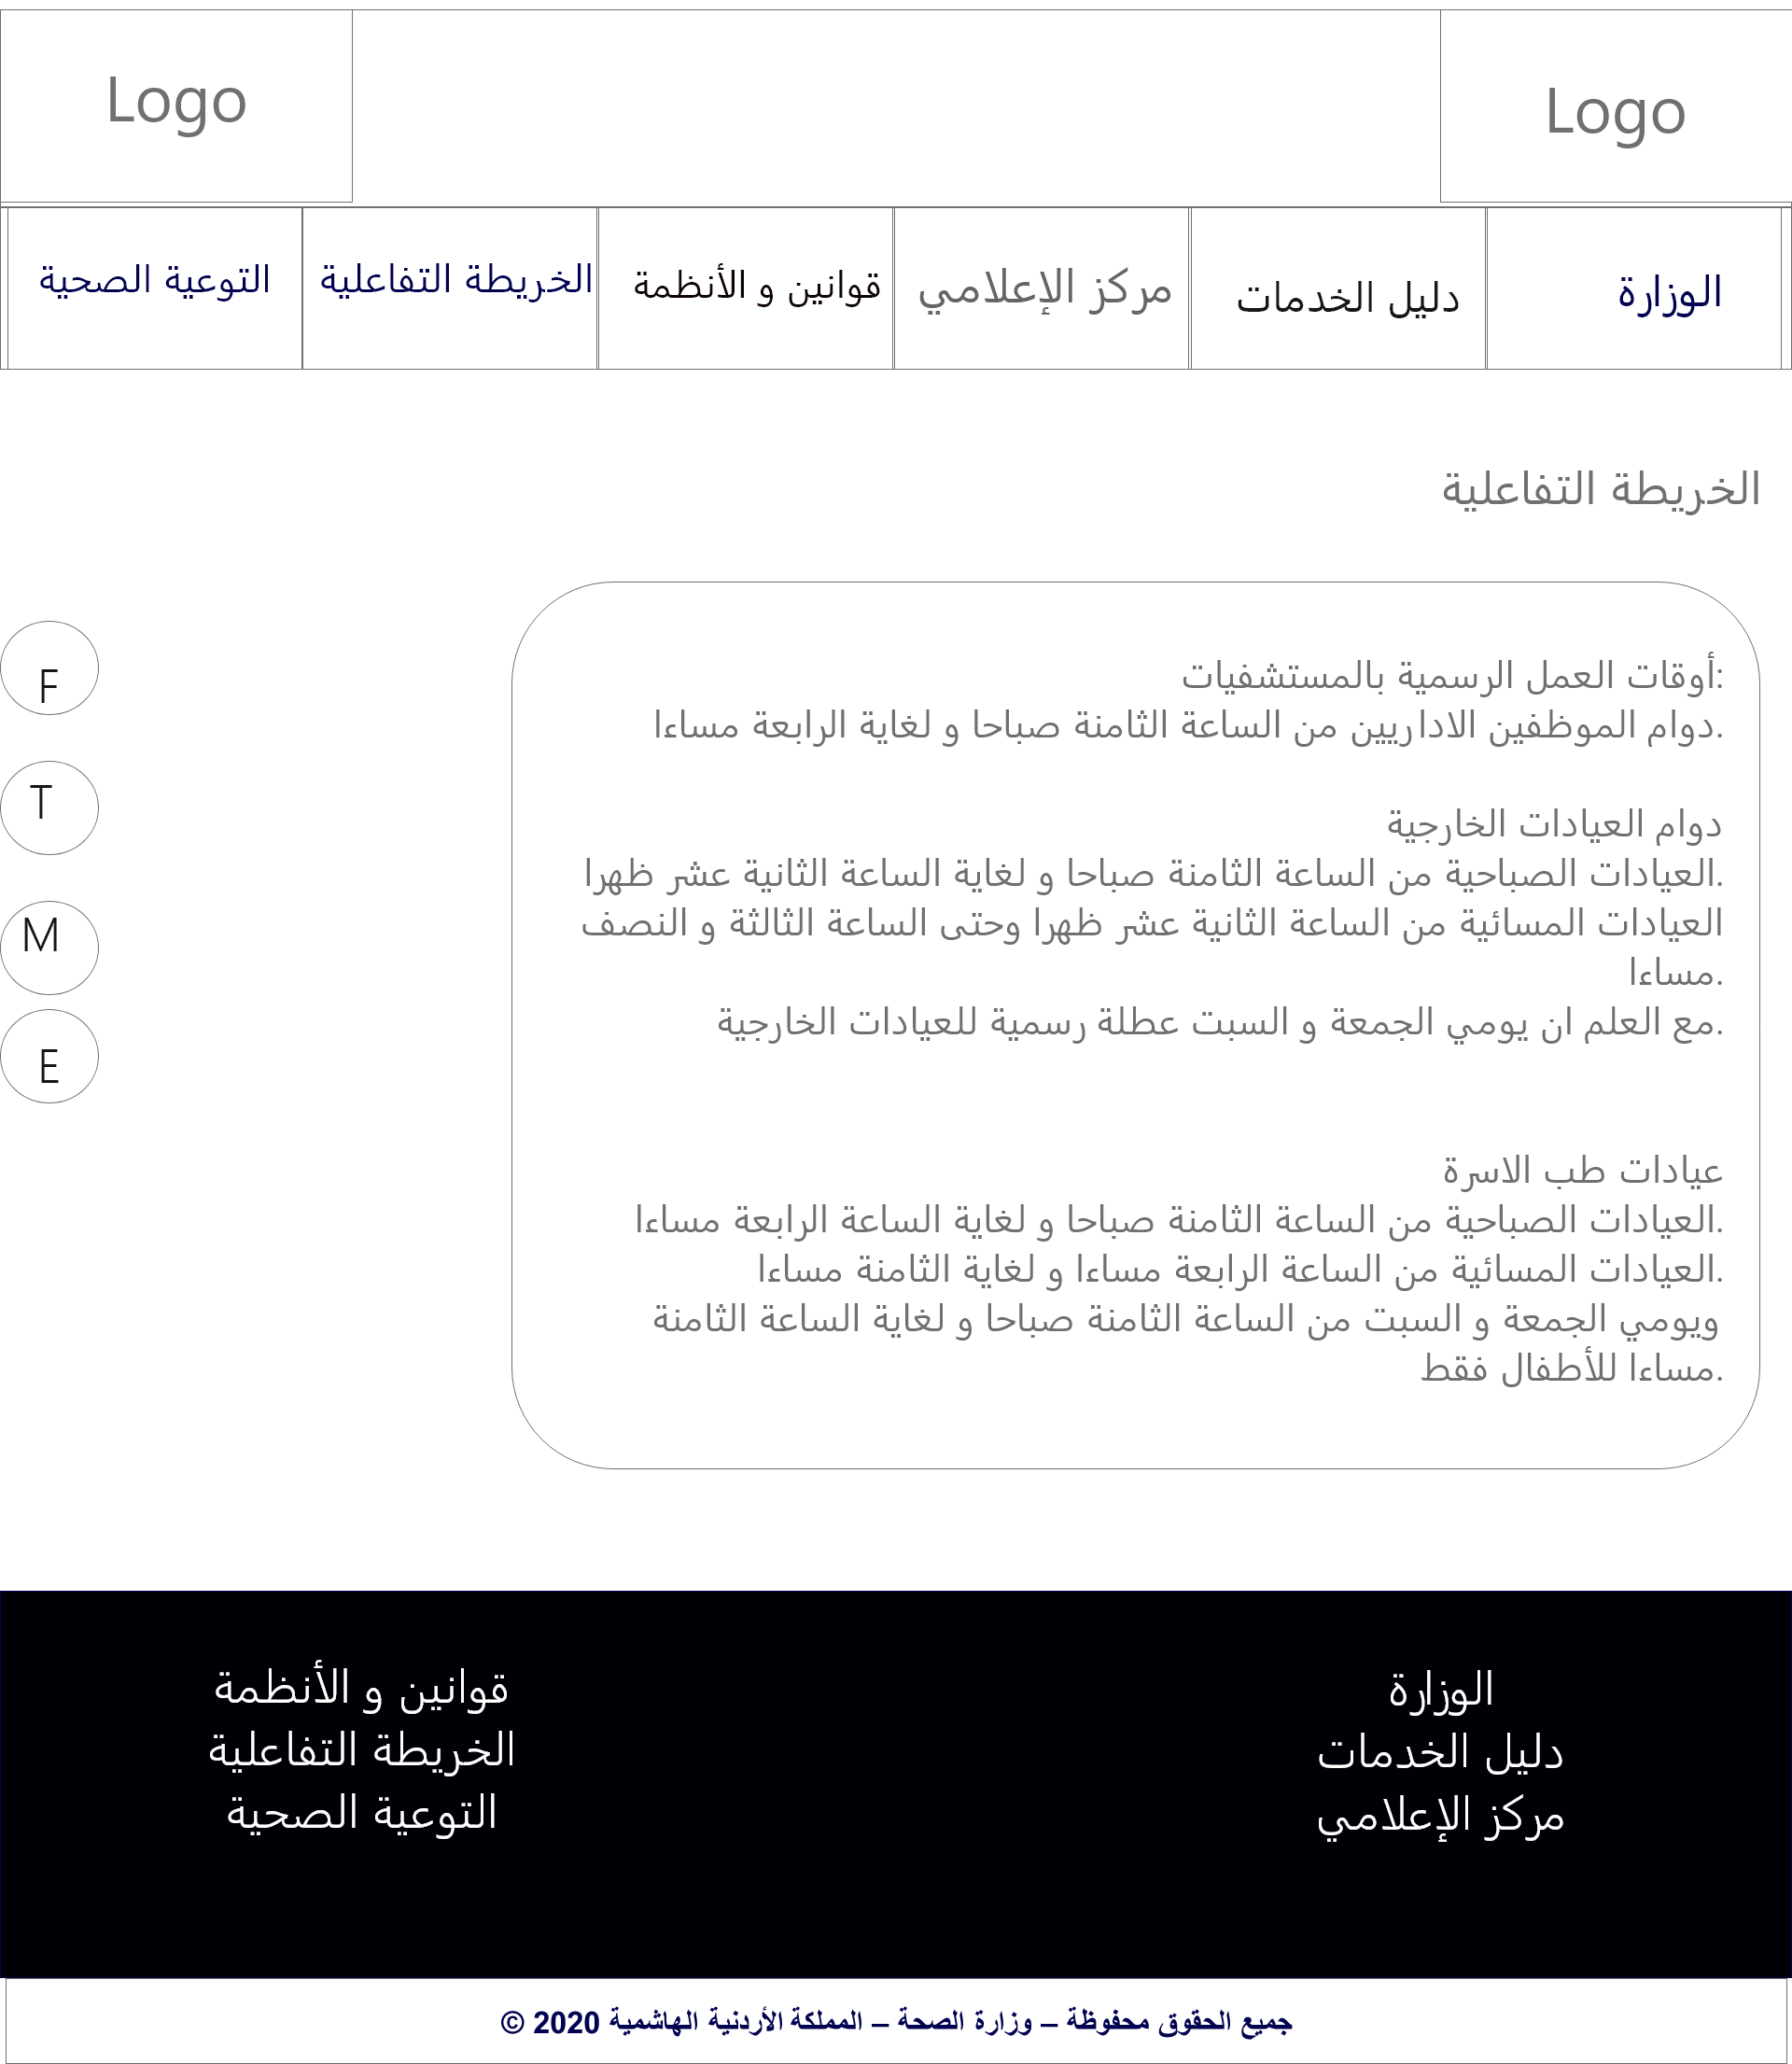 Logo
Logo
الوزارة
دليل الخدمات
مركز الإعلامي
قوانين و الأنظمة
الخريطة التفاعلية
التوعية الصحية
الخريطة التفاعلية
أوقات العمل الرسمية بالمستشفيات:
دوام الموظفين الاداريين من الساعة الثامنة صباحا و لغاية الرابعة مساءا.
دوام العيادات الخارجية
العيادات الصباحية من الساعة الثامنة صباحا و لغاية الساعة الثانية عشر ظهرا.
العيادات المسائية من الساعة الثانية عشر ظهرا وحتى الساعة الثالثة و النصف
مساءا.
مع العلم ان يومي الجمعة و السبت عطلة رسمية للعيادات الخارجية.
عيادات طب الاسرة
العيادات الصباحية من الساعة الثامنة صباحا و لغاية الساعة الرابعة مساءا.
العيادات المسائية من الساعة الرابعة مساءا و لغاية الثامنة مساءا.
ويومي الجمعة و السبت من الساعة الثامنة صباحا و لغاية الساعة الثامنة
مساءا للأطفال فقط.
F
T
M
E
الوزارة
دليل الخدمات
مركز الإعلامي
قوانين و الأنظمة
الخريطة التفاعلية
التوعية الصحية
جميع الحقوق محفوظة – وزارة الصحة – المملكة الأردنية الهاشمية 2020 ©